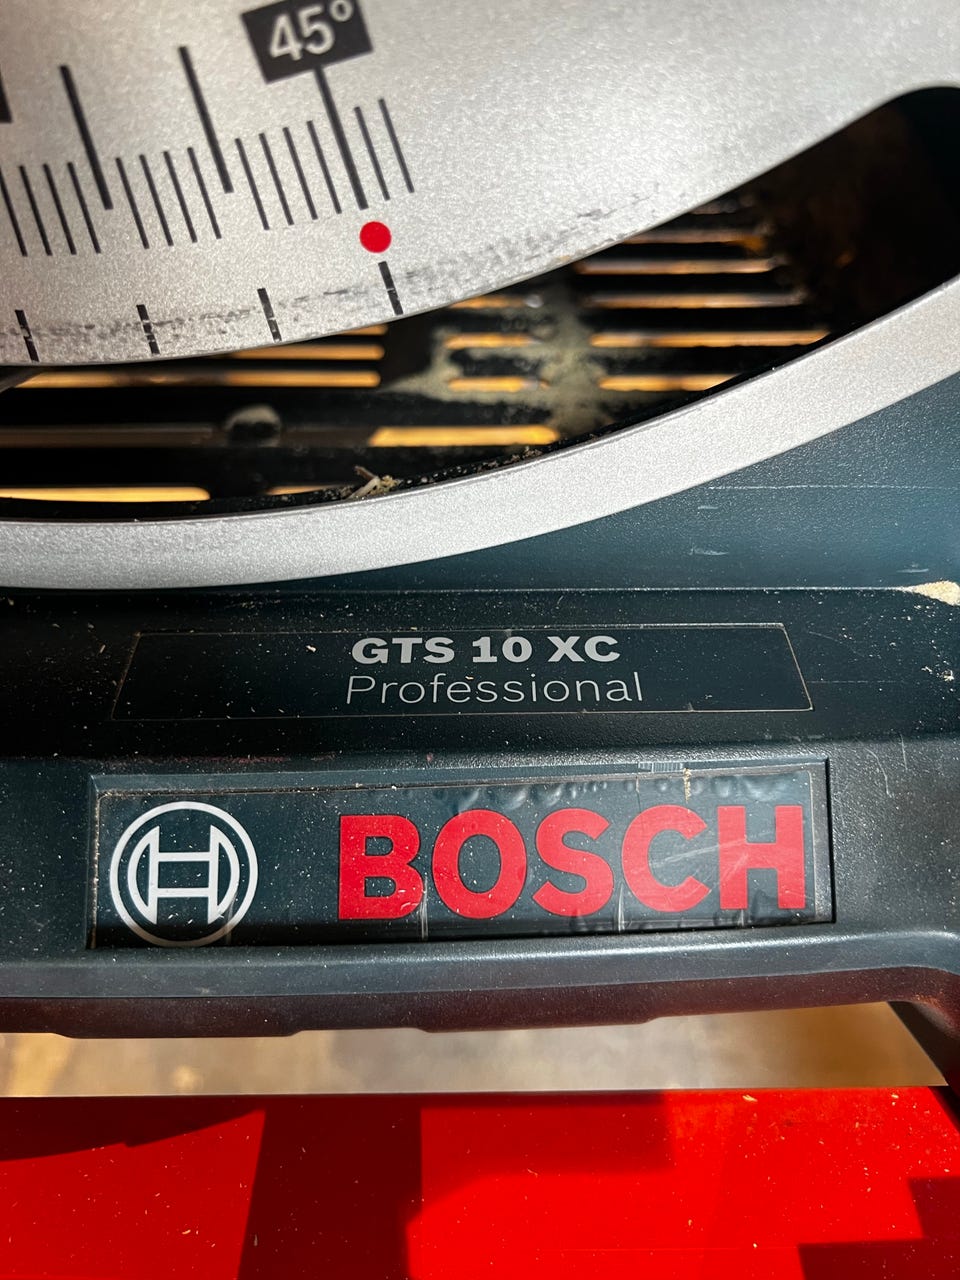 45°
GTS 10 XC
Professional
BOSCH